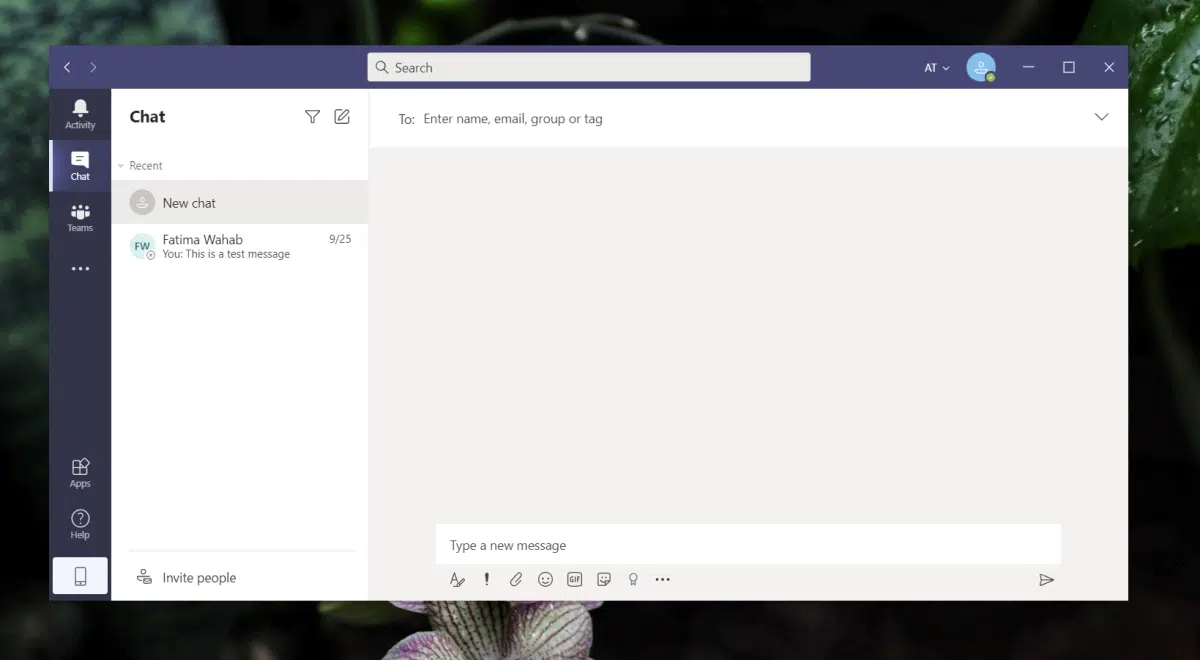 Search
AT
Activity
Chat
Teams
Apps
Help
Chat
Recent
New chat
FW
Fatima Wahab
9/25
You: This is a test message
Invite people
To: Enter name, email, group or tag
Type a new message
GIF